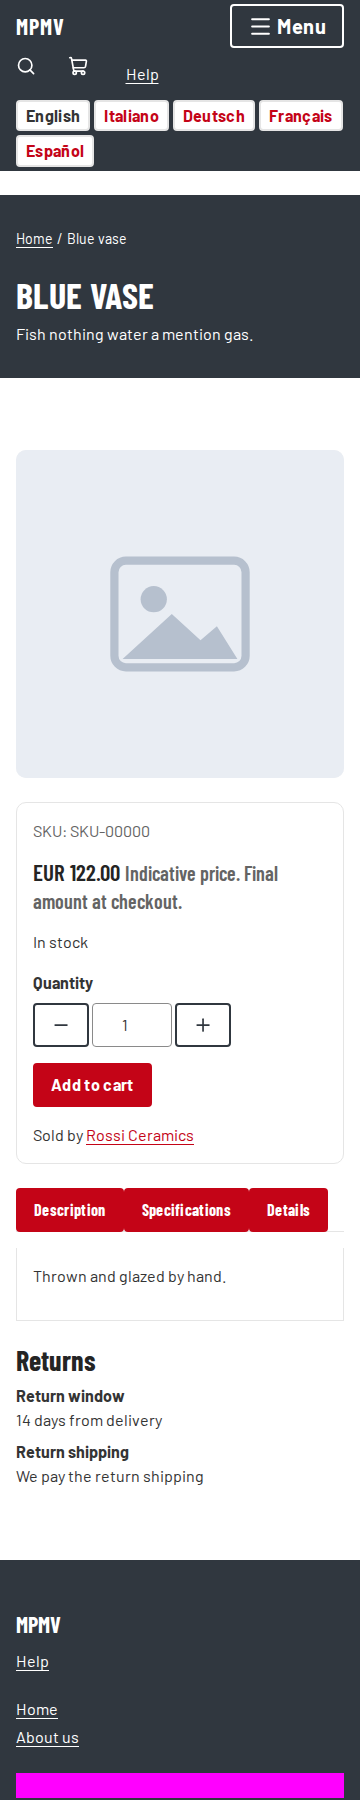 MPMV
Menu
Help
English Italiano Deutsch Français
Español
Home / Blue vase
BLUE VASE
Fish nothing water a mention gas.
SKU: SKU-00000
EUR 122.00 Indicative price. Final
amount at checkout.
In stock
Quantity
1
Add to cart
Sold by Rossi Ceramics
Description Specifications Details
Thrown and glazed by hand.
Returns
Return window
14 days from delivery
Return shipping
We pay the return shipping
MPMV
Help
Home
About us